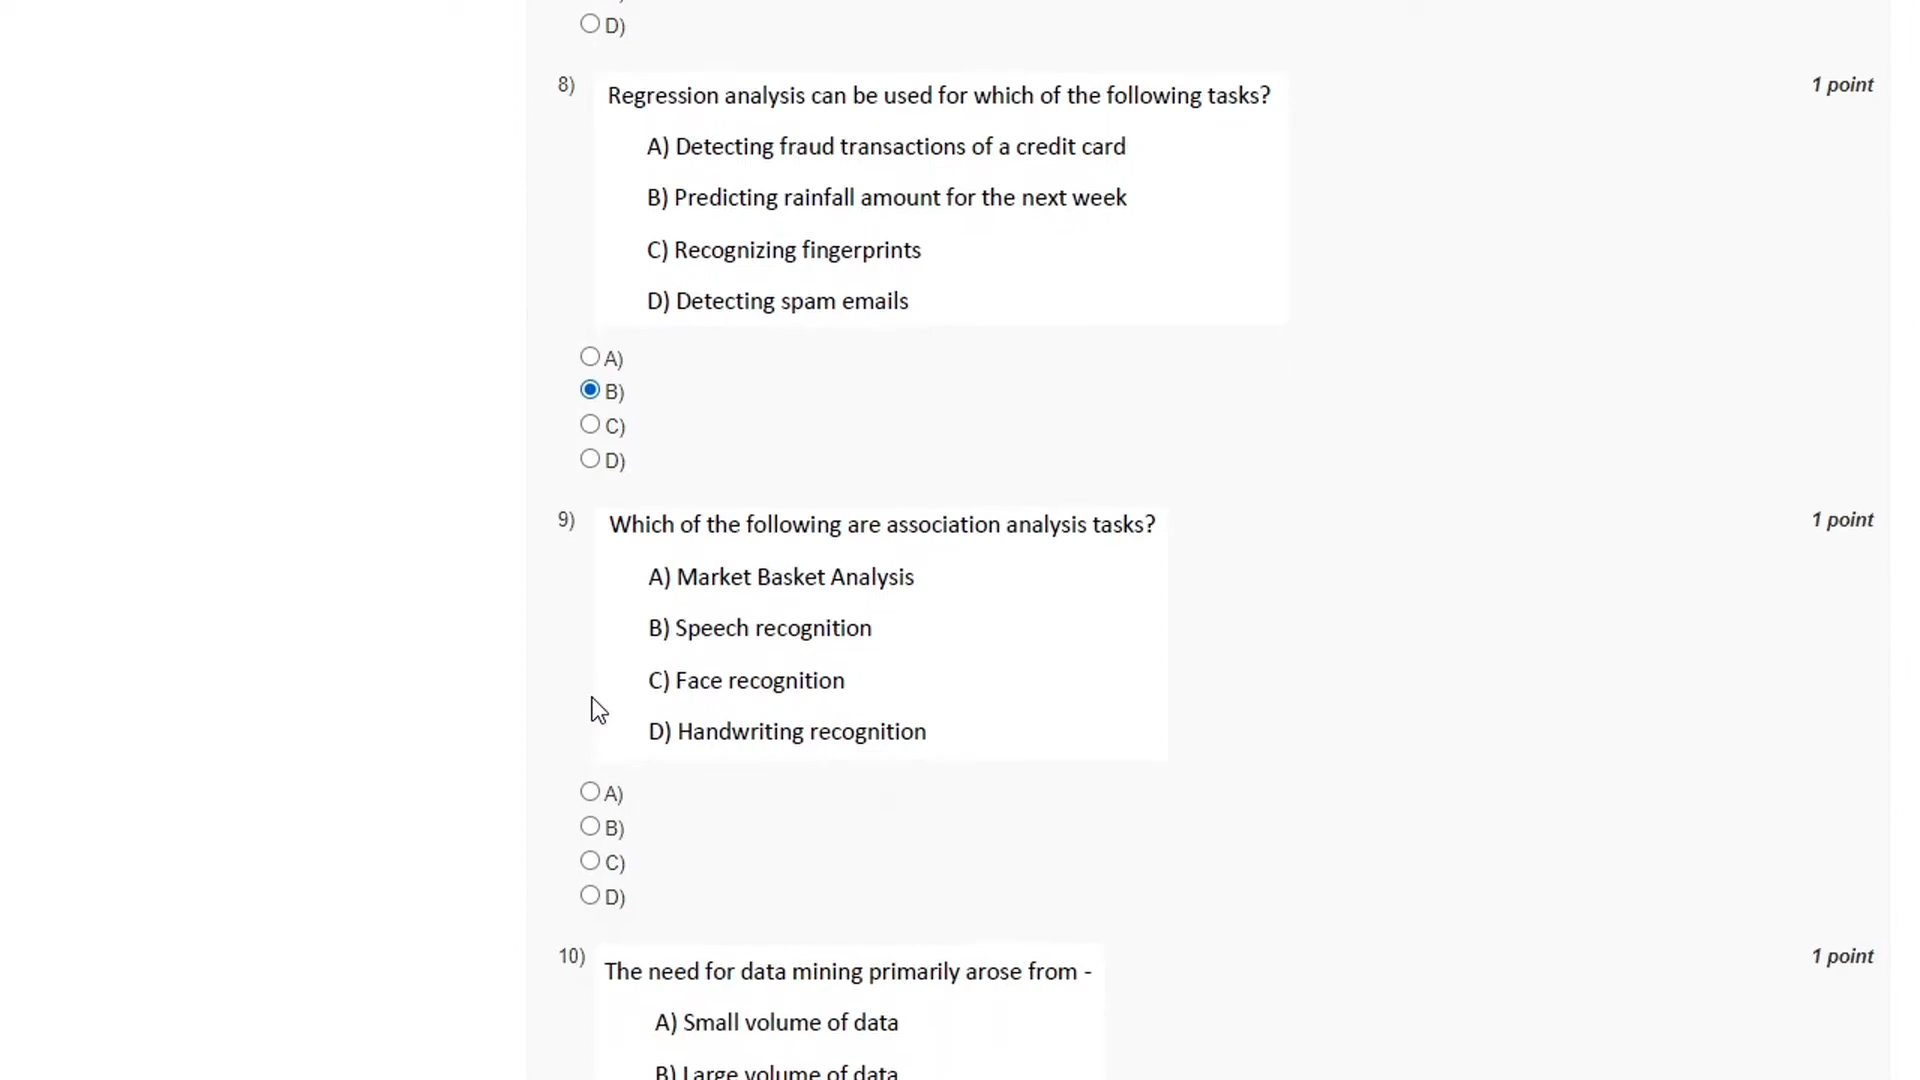 D)
8)
Regression analysis can be used for which of the following tasks?
1 point
A) Detecting fraud transactions of a credit card
B) Predicting rainfall amount for the next week
C) Recognizing fingerprints
D) Detecting spam emails
A)
B)
C)
D)
9)
Which of the following are association analysis tasks?
1 point
A) Market Basket Analysis
B) Speech recognition
C) Face recognition
D) Handwriting recognition
A)
B)
C)
D)
10)
The need for data mining primarily arose from -
1 point
A) Small volume of data
B) Large volume of data